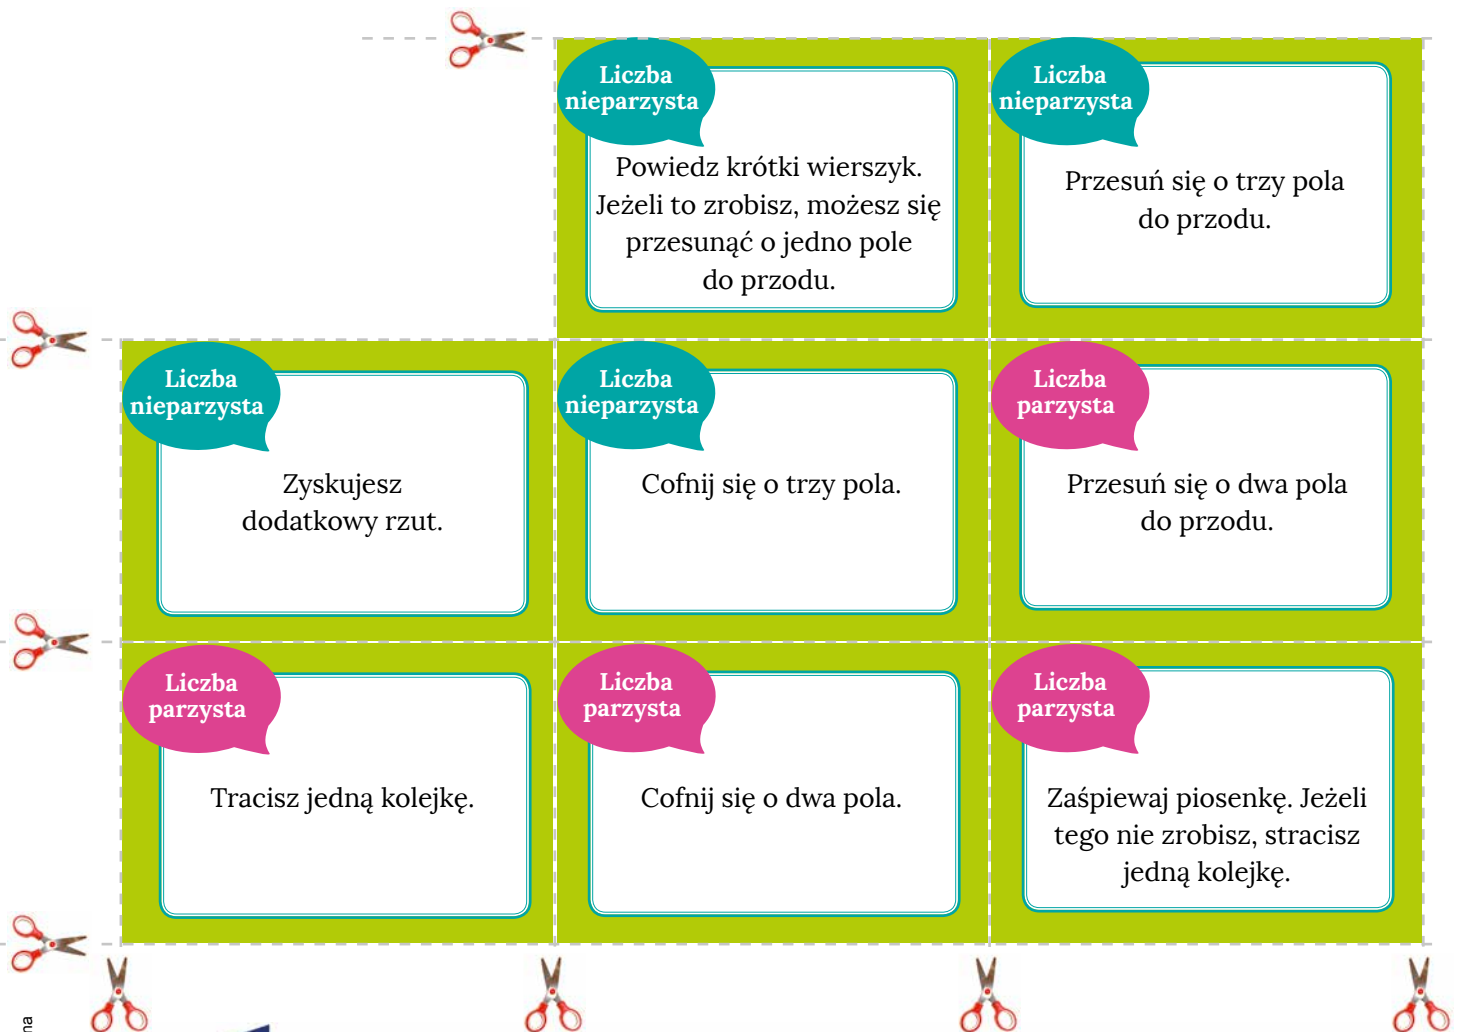 Liczba
nieparzysta
Powiedz krótki wierszyk.
Jeżeli to zrobisz, możesz się
przesunąć o jedno pole
do przodu.
Liczba
nieparzysta
Przesuń się o trzy pola
do przodu.
Liczba
nieparzysta
Zyskujesz
dodatkowy rzut.
Liczba
nieparzysta
Cofnij się o trzy pola.
Liczba
parzysta
Przesuń się o dwa pola
do przodu.
Liczba
parzysta
Tracisz jedną kolejkę.
Liczba
parzysta
Cofnij się o dwa pola.
Liczba
parzysta
Zaśpiewaj piosenkę. Jeżeli
tego nie zrobisz, stracisz
jedną kolejkę.